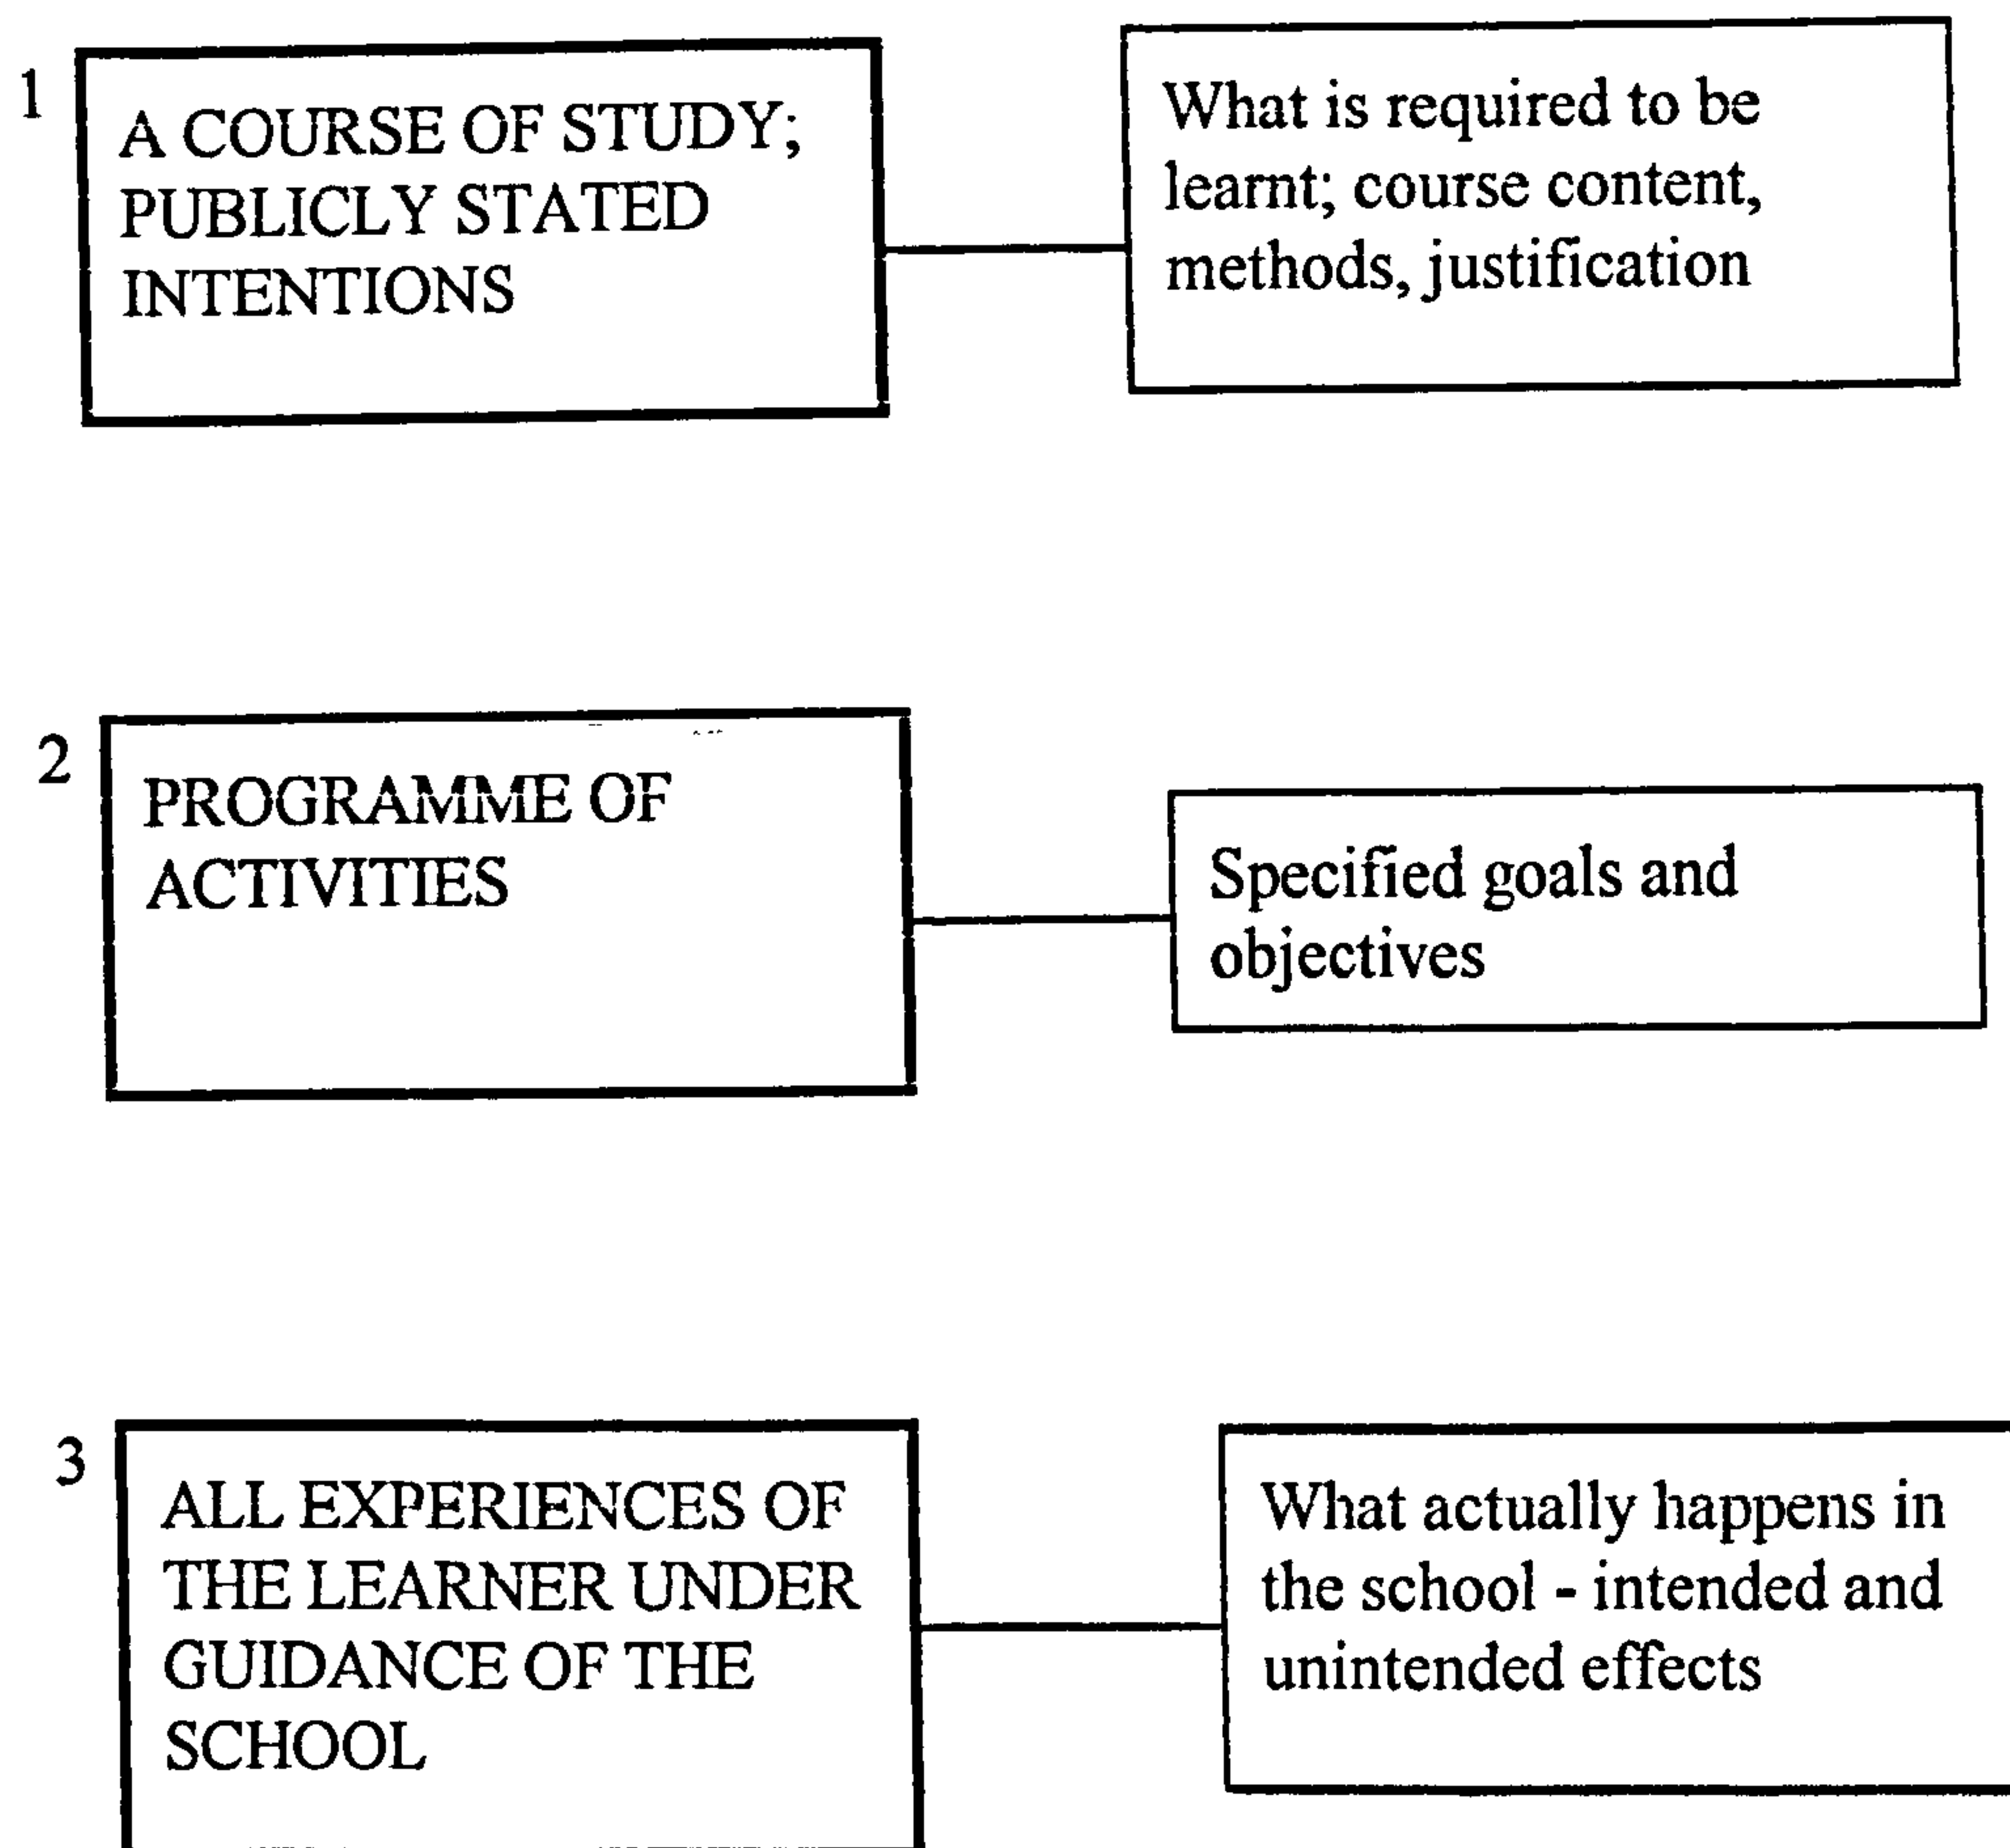 1
A COURSE OF STUDY;
PUBLICLY STATED
INTENTIONS
What is required to be
learnt; course content,
methods, justification
2
PROGRAMME OF
ACTIVITIES
Specified goals and
objectives
3
ALL EXPERIENCES OF
THE LEARNER UNDER
GUIDANCE OF THE
SCHOOL
What actually happens in
the school - intended and
unintended effects